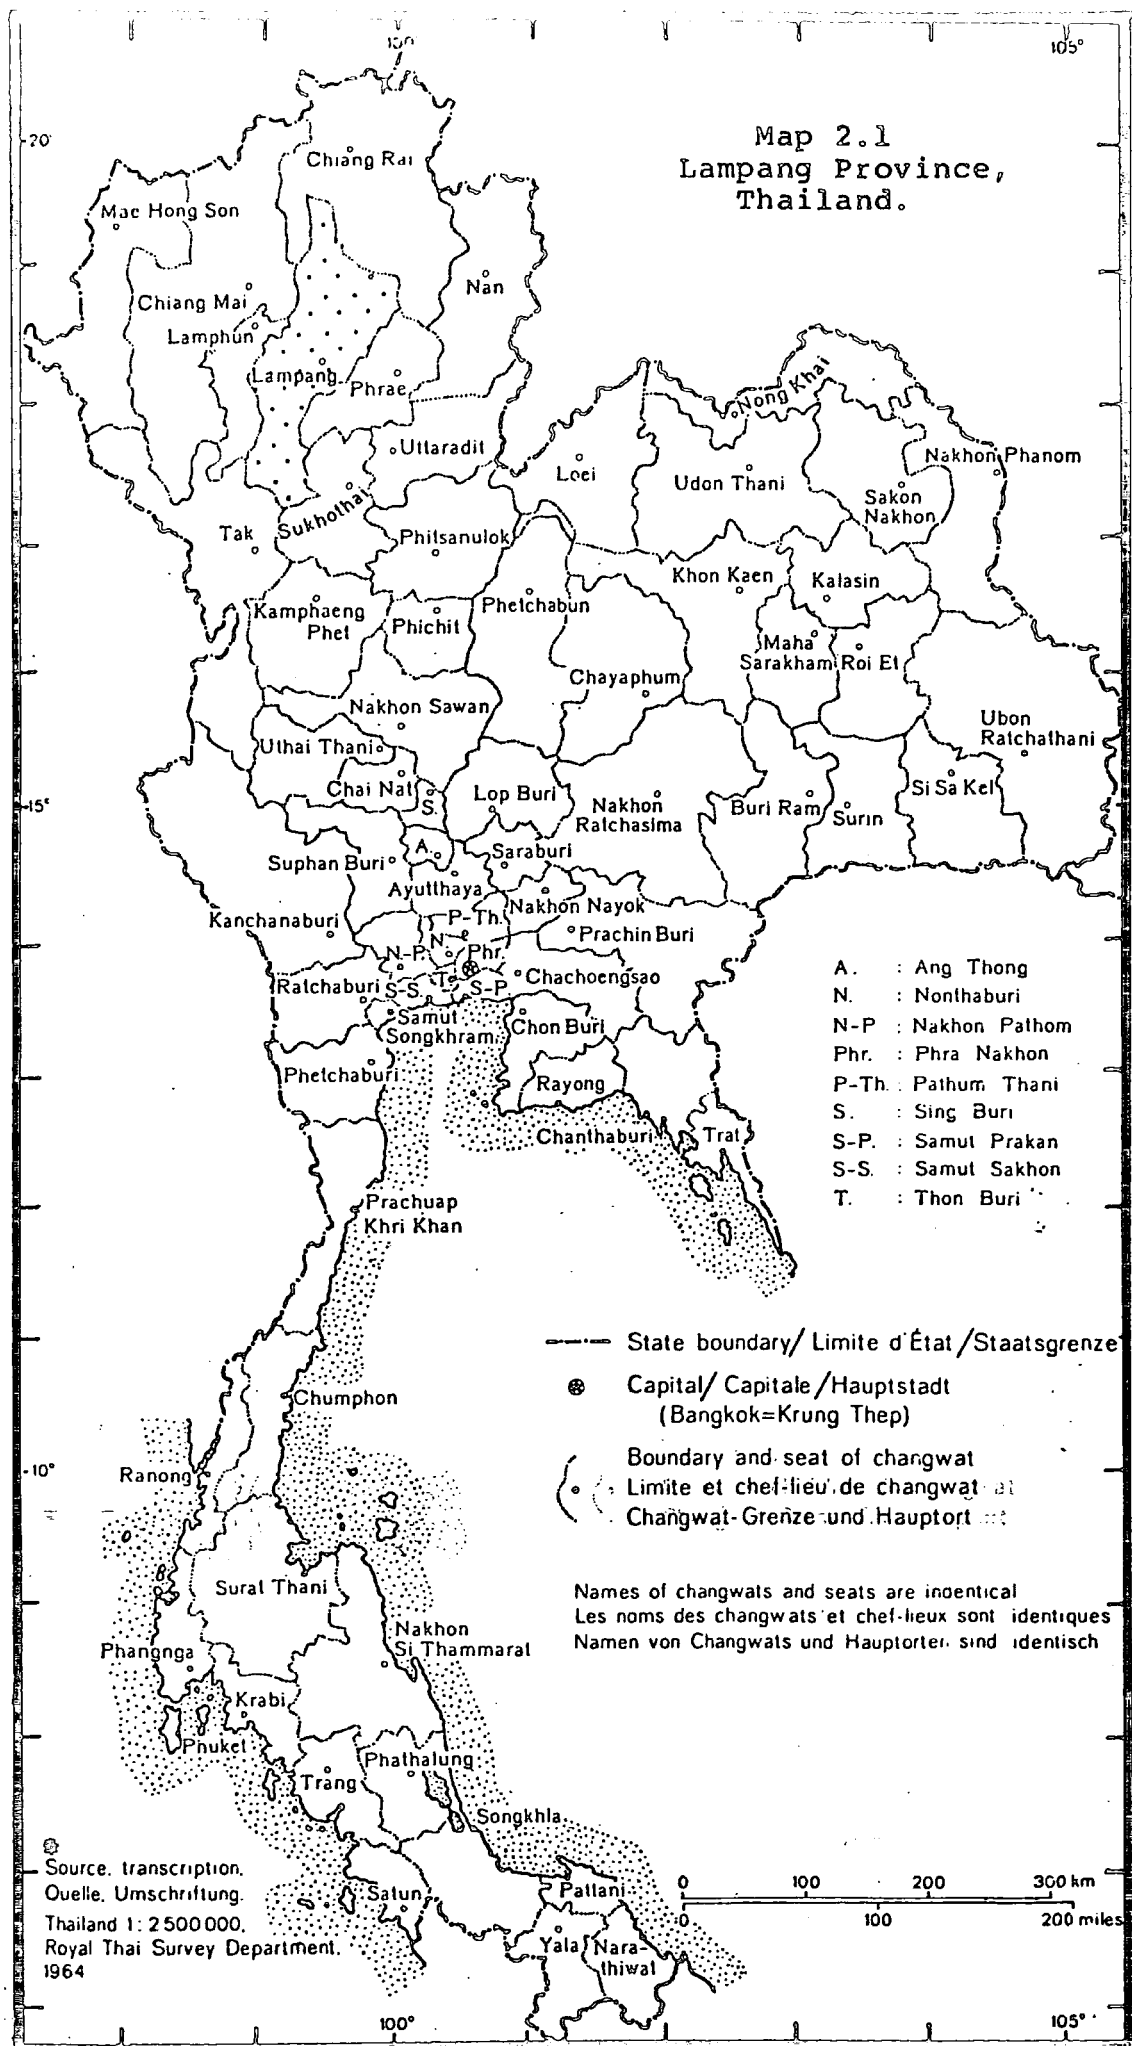 100
105°
Map 2.1
Lampang Province,
Thailand.
20°
Chiang Rai
Mae Hong Son
Nan
Chiang Mai
Lamphun
Lampang
Phrae
Nong Khai
Uttaradit
Loei
Udon Thani
Nakhon Phanom
Sakon
Nakhon
Tak
Sukhothai
Phitsanulok
Khon Kaen
Kalasin
Kamphaeng
Phet
Phichit
Phetchabun
Maha
Sarakham
Roi Et
Chayaphum
Nakhon Sawan
Ubon
Ratchathani
Uthai Thani
Chai Nat
S.
Lop Buri
Nakhon
Ratchasima
Buri Ram
Surin
Si Sa Ket
15°
Suphan Buri
A.
Saraburi
Ayutthaya
Nakhon Nayok
Kanchanaburi
P-Th.
Prachin Buri
N-P.
N.
Phr.
Ratchaburi
S-S.
T.
S-P.
Chachoengsao
Samut
Songkhram
Chon Buri
Phetchaburi
Rayong
Chanthaburi
Trat
A. : Ang Thong
N. : Nonthaburi
N-P : Nakhon Pathom
Phr. : Phra Nakhon
P-Th. : Pathum Thani
S. : Sing Buri
S-P. : Samut Prakan
S-S. : Samut Sakhon
T. : Thon Buri
Prachuap
Khri Khan
State boundary/ Limite d'État /Staatsgrenze
Capital/ Capitale /Hauptstadt
(Bangkok=Krung Thep)
Chumphon
Boundary and seat of changwat
Limite et chef-lieu de changwat
Changwat-Grenze und Hauptort
10°
Ranong
Surat Thani
Names of changwats and seats are indentical
Les noms des changwats et chef-lieux sont identiques
Namen von Changwats und Hauptorten sind identisch
Nakhon
Si Thammarat
Phangnga
Krabi
Phuket
Phathalung
Trang
Songkhla
Source, transcription,
Quelle, Umschriftung.
Thailand 1: 2 500 000,
Royal Thai Survey Department.
1964
Satun
Pattani
Yala
Nara-
thiwat
0 100 200 300 km
0 100 200 miles
100°
105°